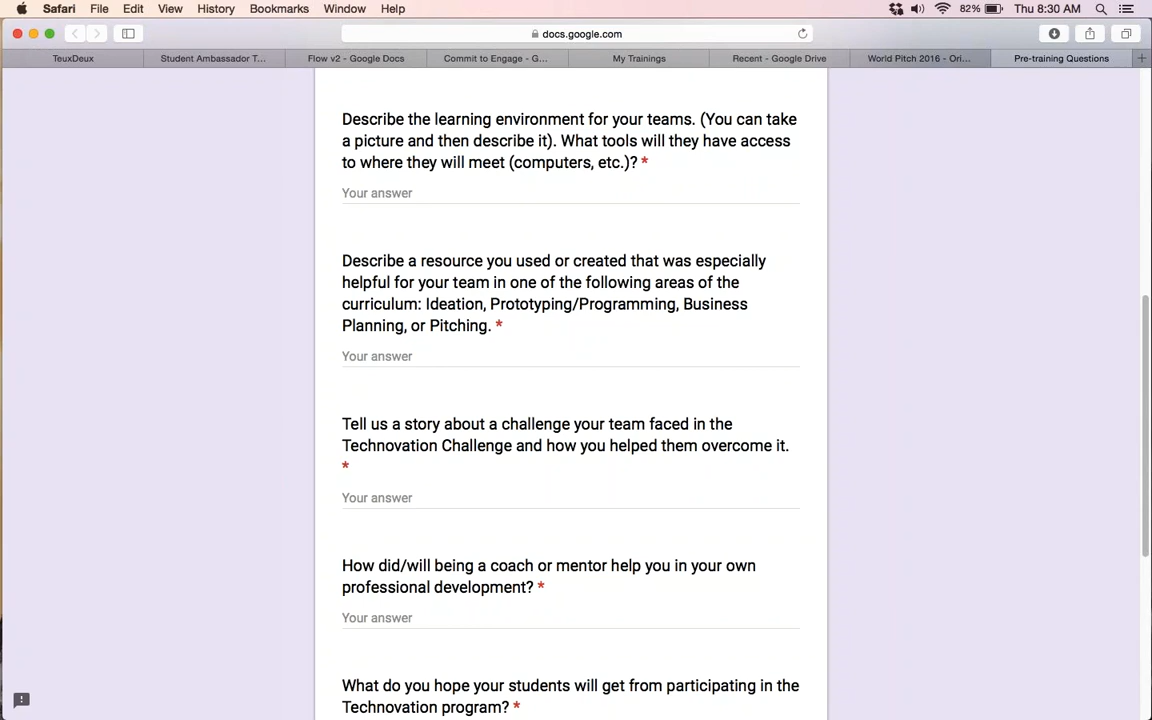 Safari File Edit View History Bookmarks Window Help 82% Thu 8:30 AM
docs.google.com
TeuxDeux Student Ambassador T... Flow v2 - Google Docs Commit to Engage - G... My Trainings Recent - Google Drive World Pitch 2016 - Ori... Pre-training Questions
Describe the learning environment for your teams. (You can take
a picture and then describe it). What tools will they have access
to where they will meet (computers, etc.)? *
Your answer
Describe a resource you used or created that was especially
helpful for your team in one of the following areas of the
curriculum: Ideation, Prototyping/Programming, Business
Planning, or Pitching. *
Your answer
Tell us a story about a challenge your team faced in the
Technovation Challenge and how you helped them overcome it.
*
Your answer
How did/will being a coach or mentor help you in your own
professional development? *
Your answer
What do you hope your students will get from participating in the
Technovation program? *